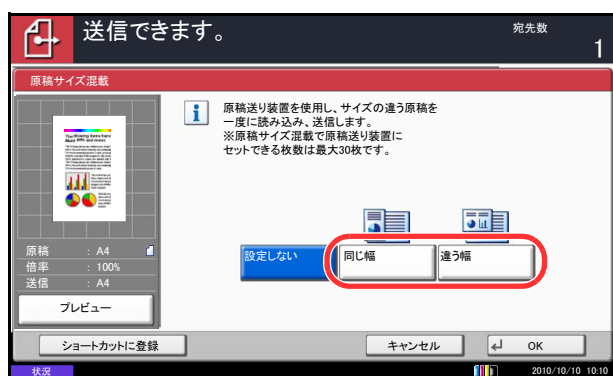 送信できます。
宛先数
1
原稿サイズ混載
原稿送り装置を使用し、サイズの違う原稿を
一度に読み込み、送信します。
※原稿サイズ混載で原稿送り装置に
セットできる枚数は最大30枚です。
設定しない
同じ幅
違う幅
原稿 : A4
倍率 : 100%
送信 : A4
プレビュー
ショートカットに登録
キャンセル
OK
状況
2010/10/10 10:10